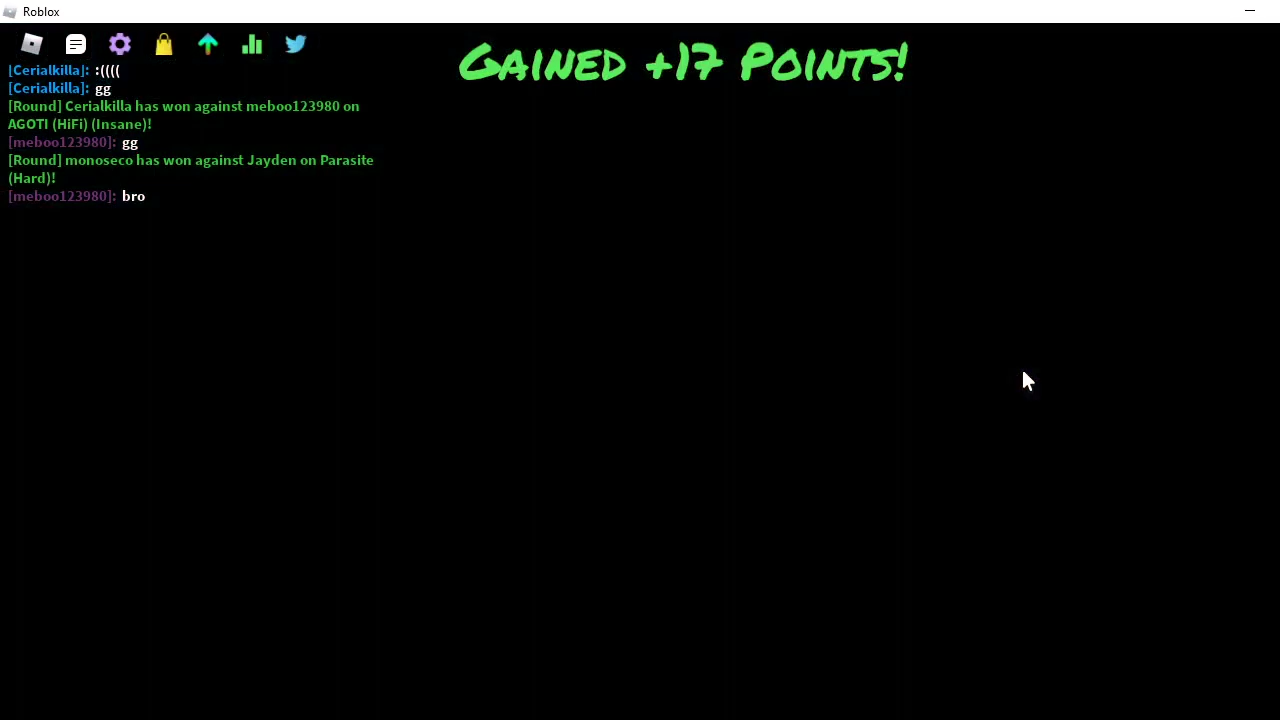 Roblox
Gained +17 Points!
[Cerialkilla]: :((((
[Cerialkilla]: gg
[Round] Cerialkilla has won against meboo123980 on
AGOTI (HiFi) (Insane)!
[meboo123980]: gg
[Round] monoseco has won against Jayden on Parasite
(Hard)!
[meboo123980]: bro